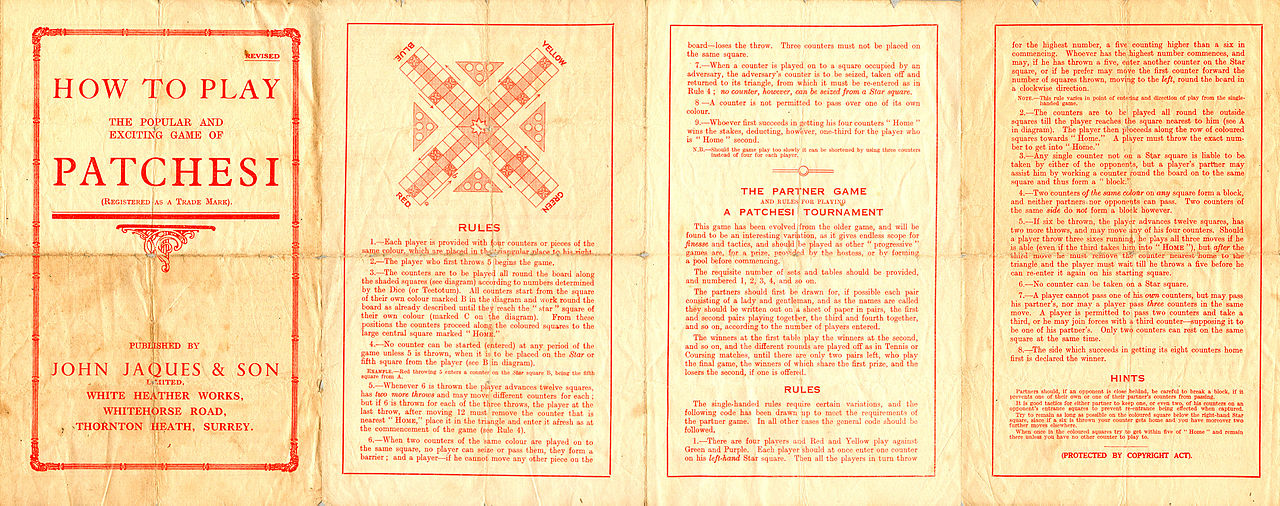 REVISED
HOW TO PLAY
THE POPULAR AND
EXCITING GAME OF
PATCHESI
(REGISTERED AS A TRADE MARK).
PUBLISHED BY
JOHN JAQUES & SON
LIMITED,
WHITE HEATHER WORKS,
WHITEHORSE ROAD,
THORNTON HEATH, SURREY.
BLUE
YELLOW
RED
GREEN
RULES
1.—Each player is provided with four counters or pieces of the
same colour, which are placed in the triangular place to his right.
2.—The player who first throws 5 begins the game.
3.—The counters are to be played all round the board along
the shaded squares (see diagram) according to numbers determined
by the Dice (or Teetotum). All counters start from the square
of their own colour marked B in the diagram and work round the
board as already described until they reach the "star" square of
their own colour (marked C on the diagram). From these
positions the counters proceed along the coloured squares to the
large central square marked "HOME."
4.—No counter can be started (entered) at any period of the
game unless 5 is thrown, when it is to be placed on the Star or
fifth square from the player (see B in diagram).
EXAMPLE.—Red throwing 5 enters a counter on the Star square B, being the fifth
square from A.
5.—Whenever 6 is thrown the player advances twelve squares,
has two more throws and may move different counters for each;
but if 6 is thrown for each of the three throws, the player at the
last throw, after moving 12 must remove the counter that is
nearest "HOME," place it in the triangle and enter it afresh as at
the commencement of the game (see Rule 4).
6.—When two counters of the same colour are played on to
the same square, no player can seize or pass them, they form a
barrier; and a player—if he cannot move any other piece on the
board—loses the throw. Three counters must not be placed on
the same square.
7.—When a counter is played on to a square occupied by an
adversary, the adversary's counter is to be seized, taken off and
returned to its triangle, from which it must be re-entered as in
Rule 4; no counter, however, can be seized from a Star square.
8—A counter is not permitted to pass over one of its own
colour.
9.—Whoever first succeeds in getting his four counters "Home"
wins the stakes, deducting, however, one-third for the player who
is "Home" second.
N.B.—Should the game play too slowly it can be shortened by using three counters
instead of four for each player.
THE PARTNER GAME
AND RULES FOR PLAYING
A PATCHESI TOURNAMENT
This game has been evolved from the older game, and will be
found to be an interesting variation, as it gives endless scope for
finesse and tactics, and should be played as other "progressive"
games are, for a prize, provided by the hostess, or by forming
a pool before commencing.
The requisite number of sets and tables should be provided,
and numbered 1, 2, 3, 4, and so on.
The partners should first be drawn for, if possible each pair
consisting of a lady and gentleman, and as the names are called
they should be written out on a sheet of paper in pairs, the first
and second pairs playing together, the third and fourth together,
and so on, according to the number of players entered.
The winners at the first table play the winners at the second,
and so on, and the different rounds are played off as in Tennis or
Coursing matches, until there are only two pairs left, who play
the final game, the winners of which share the first prize, and the
losers the second, if one is offered.
RULES
The single-handed rules require certain variations, and the
following code has been drawn up to meet the requirements of
the partner game. In all other cases the general code should be
followed.
1.—There are four players and Red and Yellow play against
Green and Purple. Each player should at once enter one counter
on his left-hand Star square. Then all the players in turn throw
for the highest number, a five counting higher than a six in
commencing. Whoever has the highest number commences, and
may, if he has thrown a five, enter another counter on the Star
square, or if he prefer may move the first counter forward the
number of squares thrown, moving to the left, round the board in
a clockwise direction.
NOTE.—This rule varies in point of entering and direction of play from the single-
handed game.
2.—The counters are to be played all round the outside
squares till the player reaches the square nearest to him (see A
in diagram). The player then proceeds along the row of coloured
squares towards "Home." A player must throw the exact num-
ber to get into "Home."
3.—Any single counter not on a Star square is liable to be
taken by either of the opponents, but a player's partner may
assist him by working a counter round the board on to the same
square and thus form a "block."
4.—Two counters of the same colour on any square form a block,
and neither partners nor opponents can pass. Two counters of
the same side do not form a block however.
5.—If six be thrown, the player advances twelve squares, has
two more throws, and may move any of his four counters. Should
a player throw three sixes running, he plays all three moves if he
is able (even if the third takes him into "HOME"), but after the
third move he must remove the counter nearest home to the
triangle and the player must wait till he throws a five before he
can re-enter it again on his starting square.
6.—No counter can be taken on a Star square.
7.—A player cannot pass one of his own counters, but may pass
his partner's, nor may a player pass three counters in the same
move. A player is permitted to pass two counters and take a
third, or he may join forces with a third counter—supposing it to
be one of his partner's. Only two counters can rest on the same
square at the same time.
8.—The side which succeeds in getting its eight counters home
first is declared the winner.
HINTS
Partners should, if an opponent is close behind, be careful to break a block, if it
prevents one of their own or one of their partner's counters from passing.
It is good tactics for either partner to keep one, or even two, of his counters on an
opponent's entrance squares to prevent re-entrance being effected when captured.
Try to remain as long as possible on the coloured square below the right-hand Star
square, since if a six is thrown your counter gets home and you have moreover two
further moves elsewhere.
When once in the coloured squares try to get within five of "Home" and remain
there unless you have no other counter to play to.
(PROTECTED BY COPYRIGHT ACT).